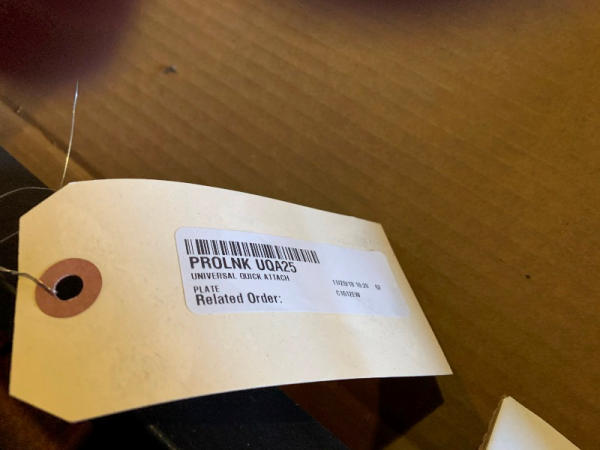 PROLNK UQA25
UNIVERSAL QUICK ATTACH
PLATE
Related Order: